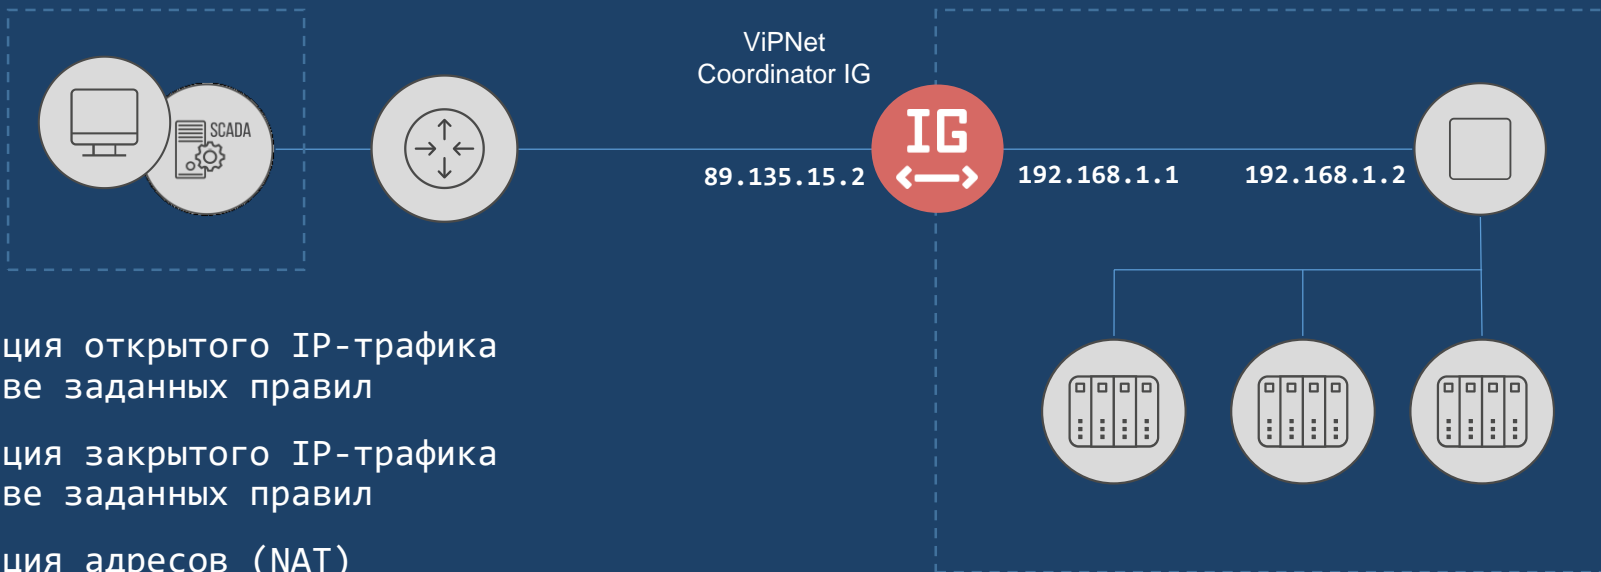 ViPNet
Coordinator IG
SCADA
IG
89.135.15.2
192.168.1.1
192.168.1.2
ция открытого IP-трафика
ве заданных правил
ция закрытого IP-трафика
ве заданных правил
ция адресов (NAT)